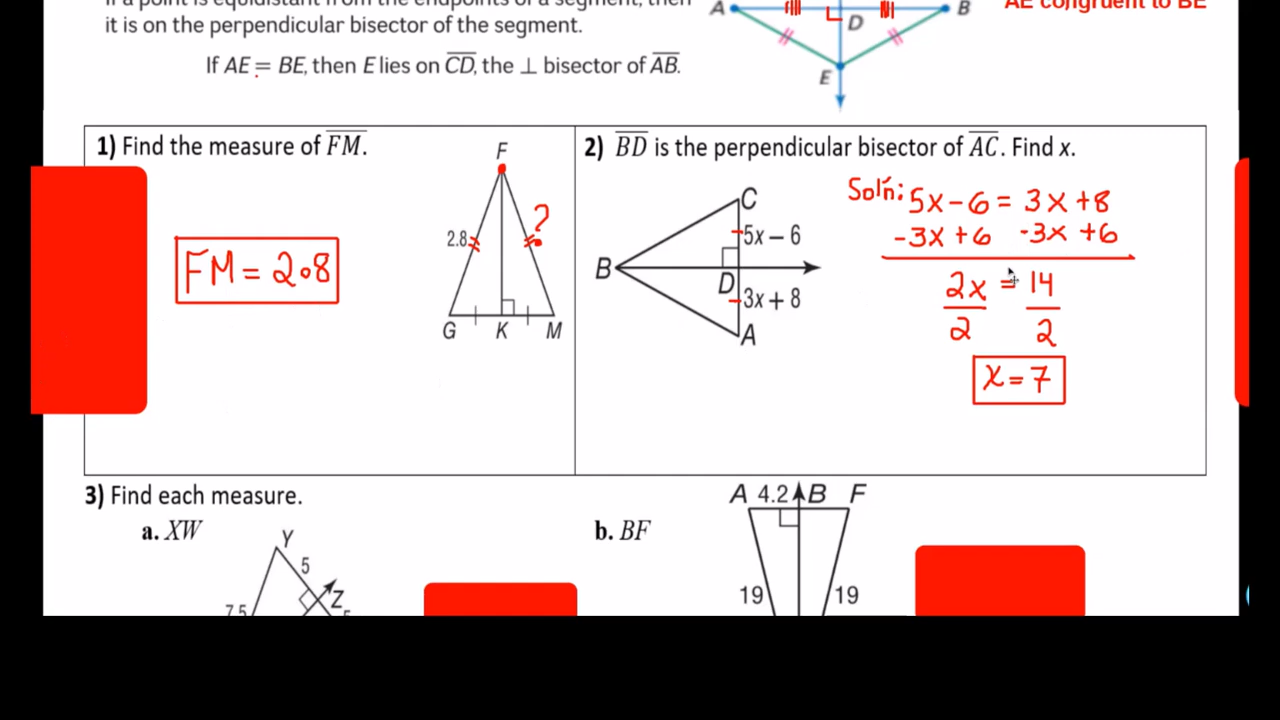 it is on the perpendicular bisector of the segment.
If AE = BE, then E lies on CD, the ⊥ bisector of AB.
A
B
D
E
AE congruent to BE
1) Find the measure of FM.
F
2.8
?
G K M
FM = 2.8
2) BD is the perpendicular bisector of AC. Find x.
C
5x – 6
B
D
3x + 8
A
Sol'n: 5x - 6 = 3x + 8
-3x + 6 -3x + 6
2x = 14
2 2
x = 7
3) Find each measure.
a. XW
Y
5
Z
7.5
b. BF
A 4.2 B F
19 19